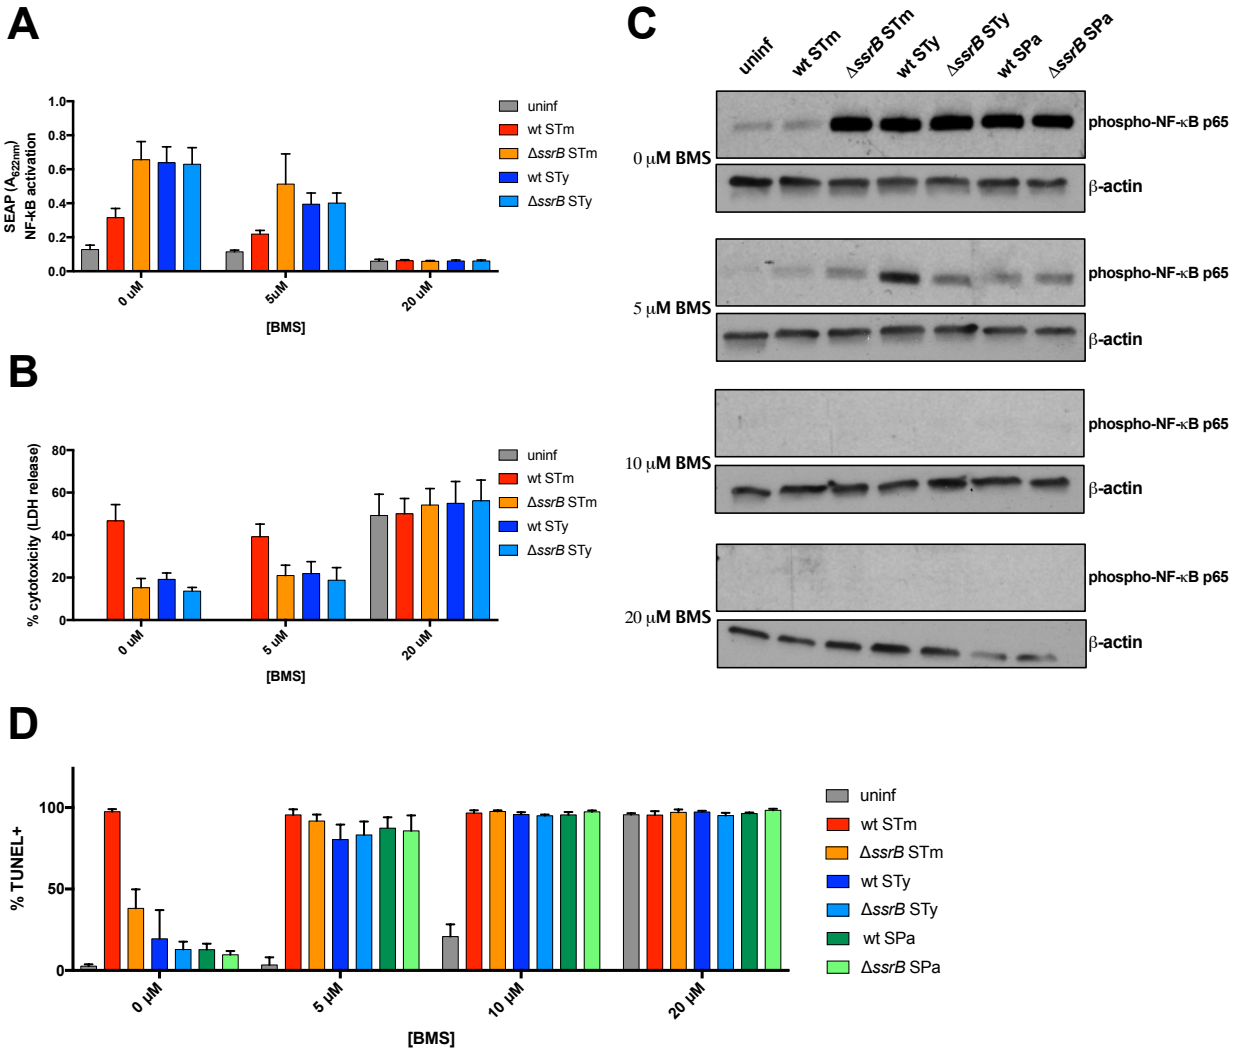 A
SEAP (A622nm)
NF-kB activation
1.0
0.8
0.6
0.4
0.2
0.0
0 uM
5uM
20 uM
[BMS]
uninf
wt STm
ΔssrB STm
wt STy
ΔssrB STy
B
% cytotoxicity (LDH release)
80
60
40
20
0
0 uM
5 uM
20 uM
[BMS]
uninf
wt STm
ΔssrB STm
wt STy
ΔssrB STy
C
uninf
wt STm
ΔssrB STm
wt STy
ΔssrB STy
wt SPa
ΔssrB SPa
phospho-NF-κB p65
0 μM BMS
β-actin
phospho-NF-κB p65
5 μM BMS
β-actin
phospho-NF-κB p65
10 μM BMS
β-actin
phospho-NF-κB p65
20 μM BMS
β-actin
D
% TUNEL+
100
50
0
0 μM
5 μM
10 μM
20 μM
[BMS]
uninf
wt STm
ΔssrB STm
wt STy
ΔssrB STy
wt SPa
ΔssrB SPa